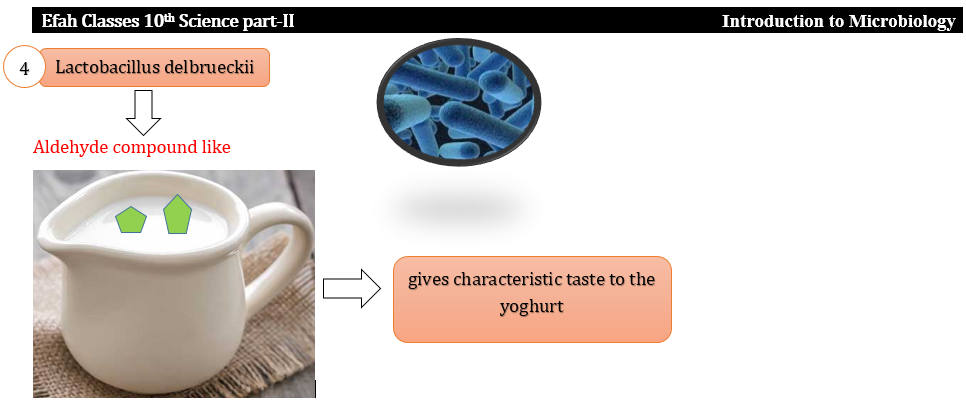 Efah Classes 10th Science part-II
Introduction to Microbiology
4
Lactobacillus delbrueckii
Aldehyde compound like
gives characteristic taste to the
yoghurt